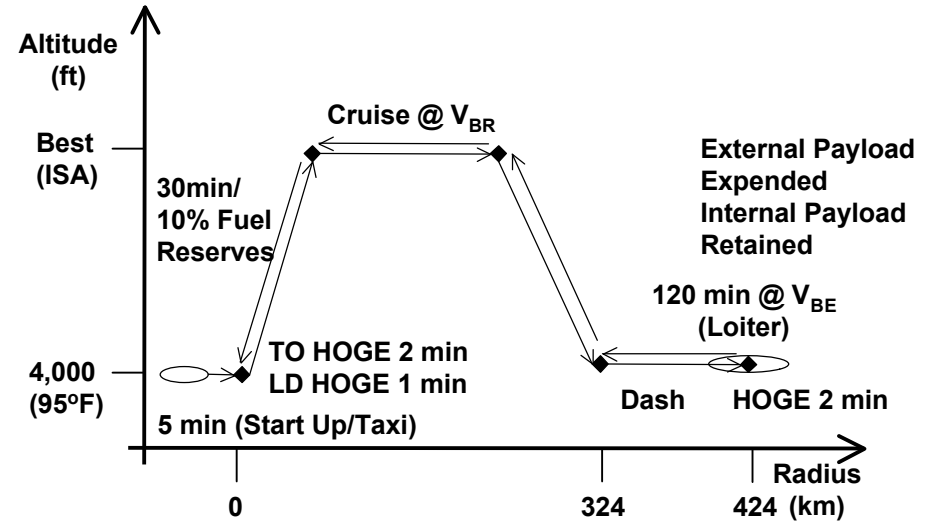 Altitude
(ft)
Best
(ISA)
Cruise @ V_BR
30min/
10% Fuel
Reserves
External Payload
Expended
Internal Payload
Retained
120 min @ V_BE
(Loiter)
TO HOGE 2 min
LD HOGE 1 min
4,000
(95°F)
Dash
HOGE 2 min
5 min (Start Up/Taxi)
Radius
(km)
0
324
424